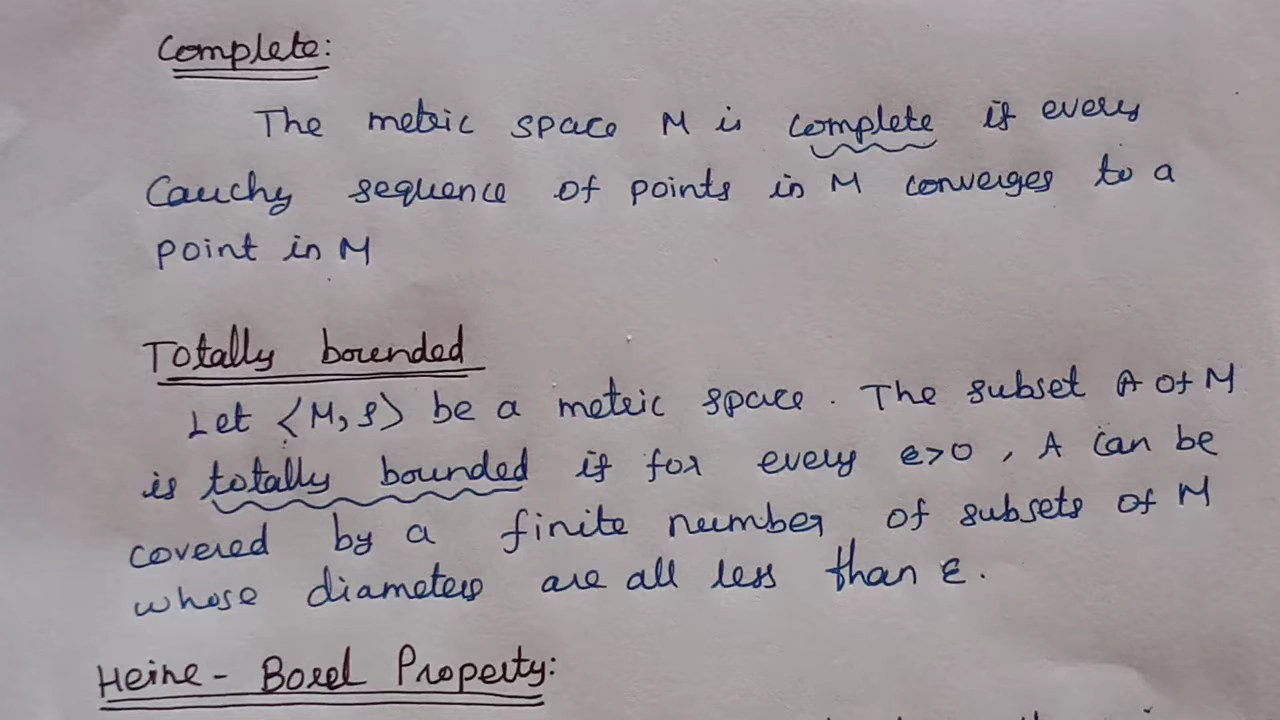 Complete:
The metric space M is complete if every
Cauchy sequence of points in M converges to a
point in M
Totally bounded
Let ⟨M, ρ⟩ be a metric space. The subset A of M
is totally bounded if for every ε>0, A can be
covered by a finite number of subsets of M
whose diameters are all less than ε.
Heine - Borel Property: